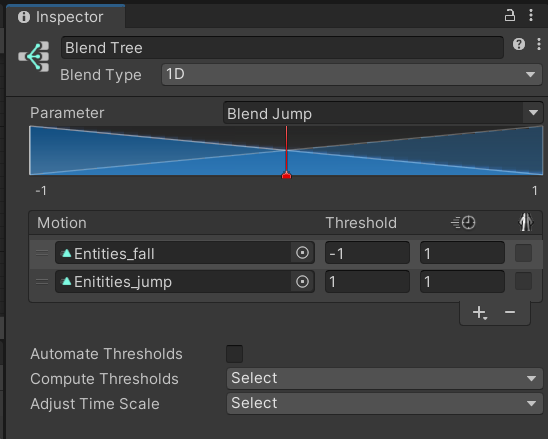 Inspector
Blend Tree
Blend Type 1D
Parameter Blend Jump
-1 1
Motion Threshold
Entities_fall -1 1
Enitities_jump 1 1
+ −
Automate Thresholds
Compute Thresholds Select
Adjust Time Scale Select